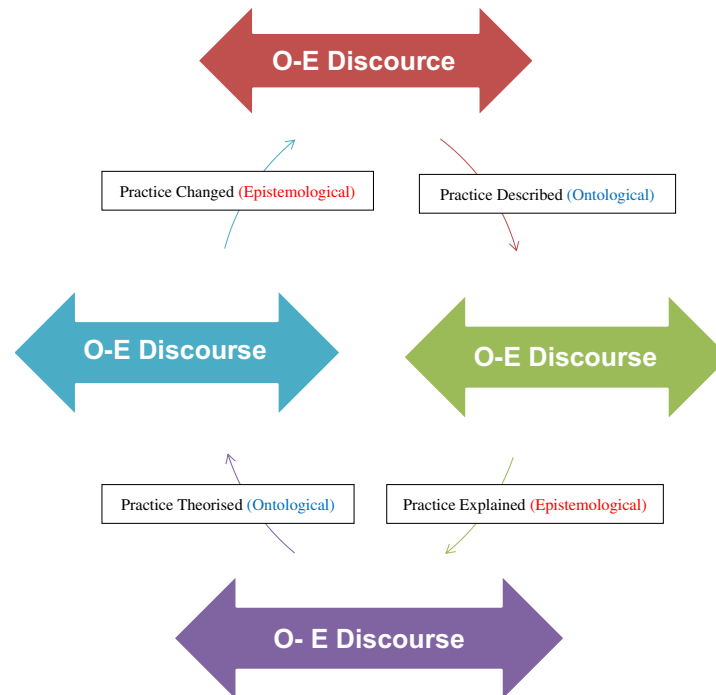 O-E Discource
Practice Changed (Epistemological)
Practice Described (Ontological)
O-E Discourse
O-E Discourse
Practice Theorised (Ontological)
Practice Explained (Epistemological)
O- E Discourse